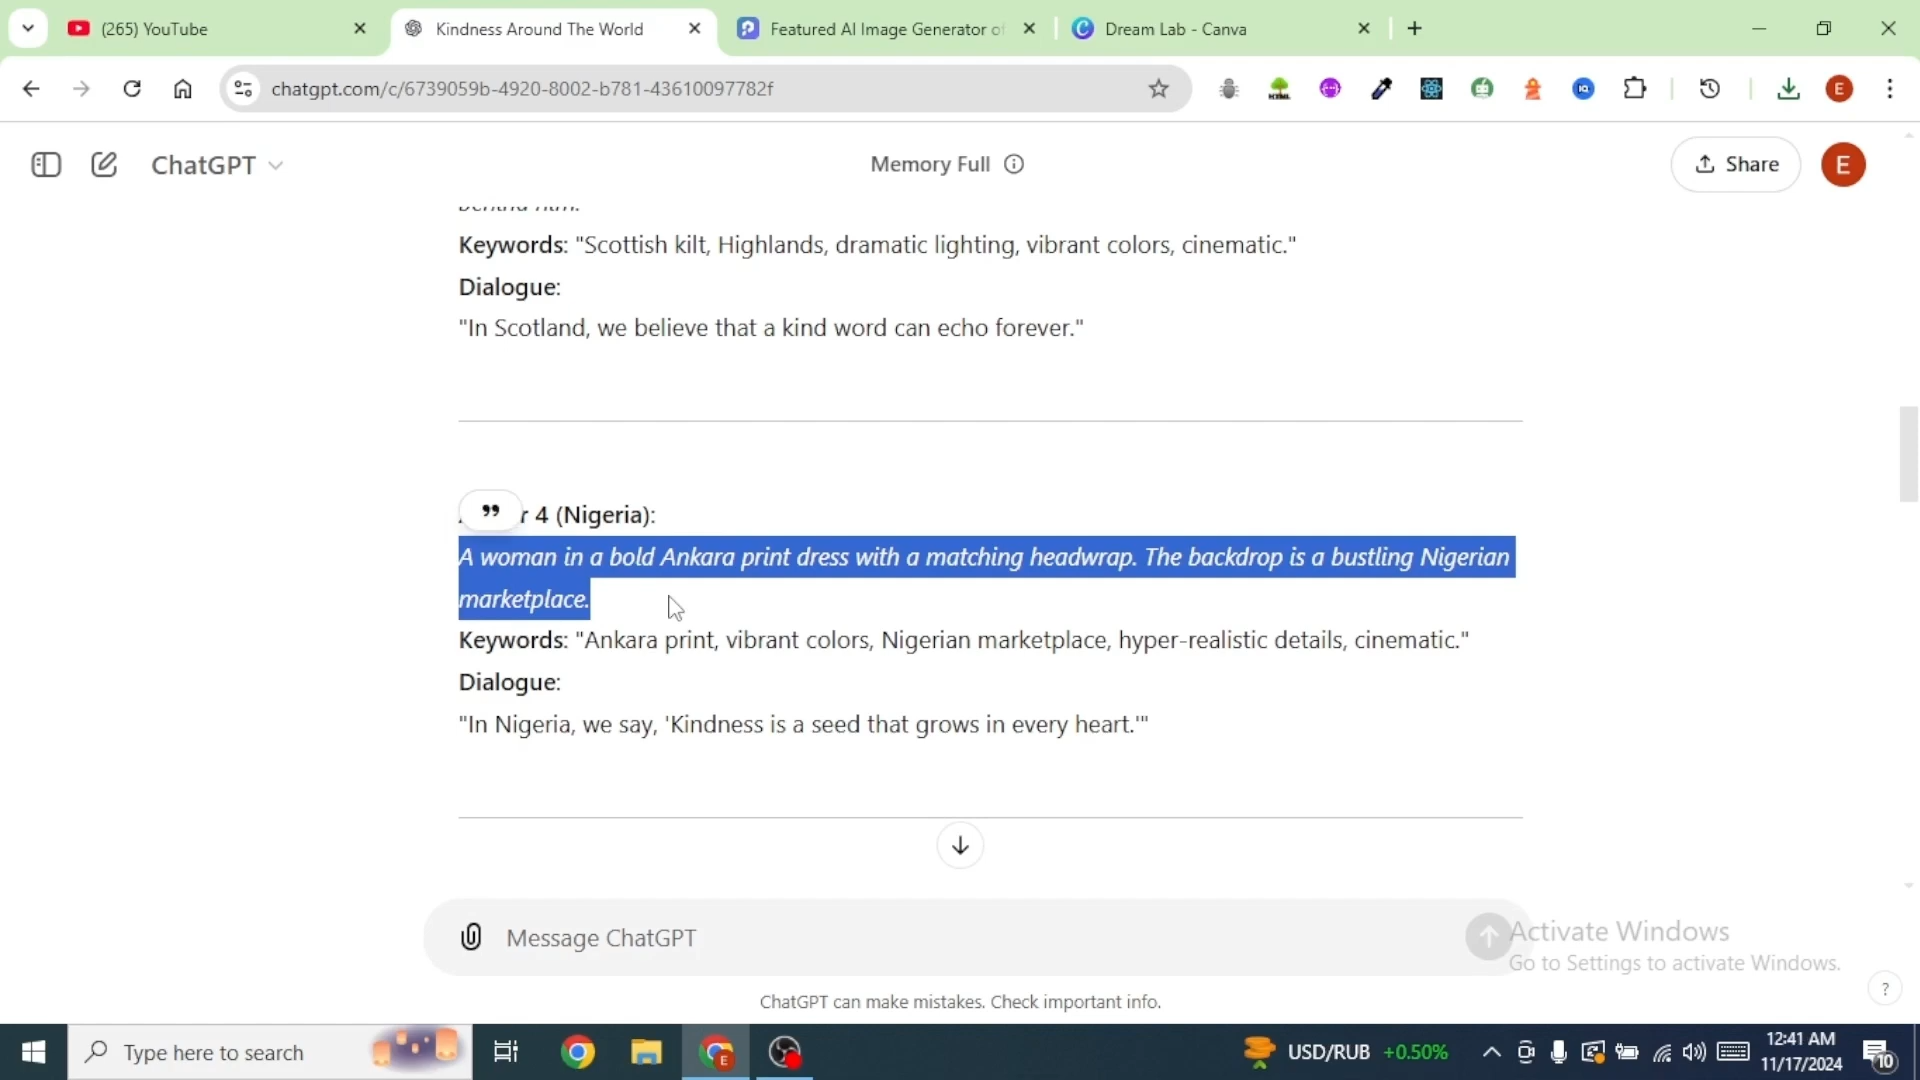 (265) YouTube
Kindness Around The World
Featured AI Image Generator of
Dream Lab - Canva
chatgpt.com/c/6739059b-4920-8002-b781-43610097782f
E
ChatGPT
Memory Full
Share
E
behind him.
Keywords: "Scottish kilt, Highlands, dramatic lighting, vibrant colors, cinematic."
Dialogue:
"In Scotland, we believe that a kind word can echo forever."
r 4 (Nigeria):
A woman in a bold Ankara print dress with a matching headwrap. The backdrop is a bustling Nigerian
marketplace.
Keywords: "Ankara print, vibrant colors, Nigerian marketplace, hyper-realistic details, cinematic."
Dialogue:
"In Nigeria, we say, 'Kindness is a seed that grows in every heart.'"
Message ChatGPT
Activate Windows
Go to Settings to activate Windows.
ChatGPT can make mistakes. Check important info.
?
Type here to search
USD/RUB +0.50%
12:41 AM
11/17/2024
10